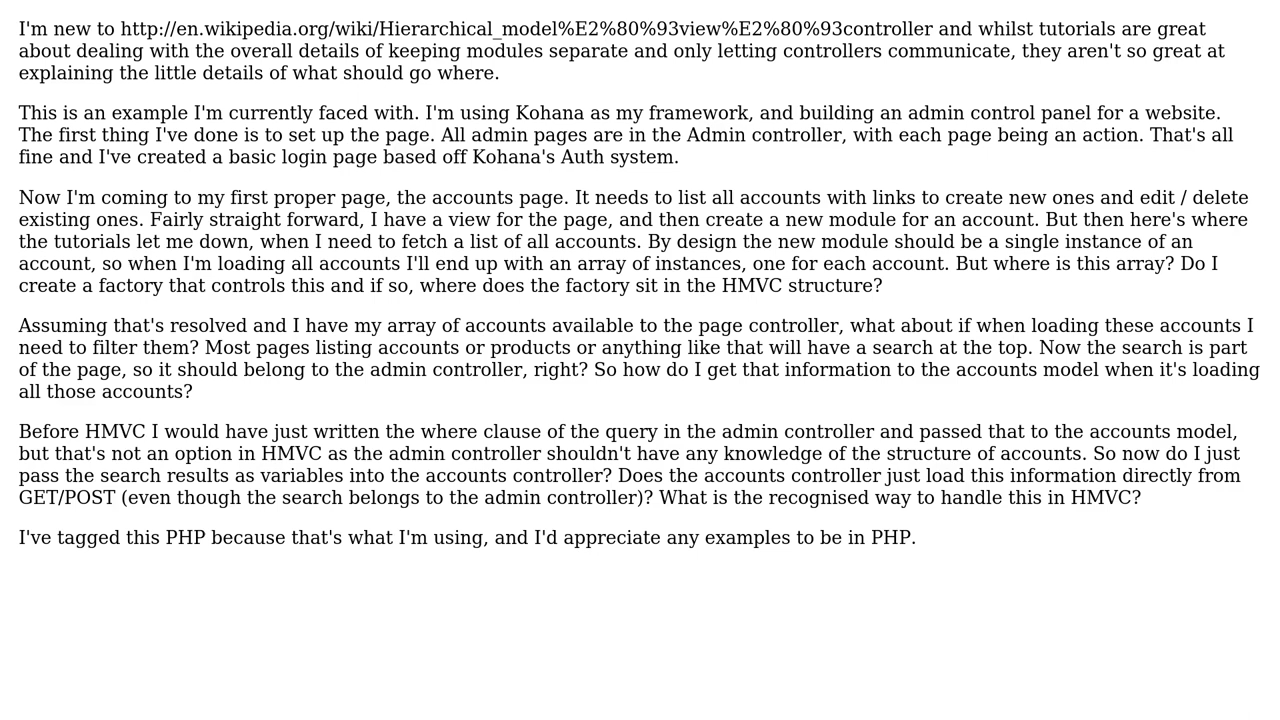 I'm new to http://en.wikipedia.org/wiki/Hierarchical_model%E2%80%93view%E2%80%93controller and whilst tutorials are great
about dealing with the overall details of keeping modules separate and only letting controllers communicate, they aren't so great at
explaining the little details of what should go where.
This is an example I'm currently faced with. I'm using Kohana as my framework, and building an admin control panel for a website.
The first thing I've done is to set up the page. All admin pages are in the Admin controller, with each page being an action. That's all
fine and I've created a basic login page based off Kohana's Auth system.
Now I'm coming to my first proper page, the accounts page. It needs to list all accounts with links to create new ones and edit / delete
existing ones. Fairly straight forward, I have a view for the page, and then create a new module for an account. But then here's where
the tutorials let me down, when I need to fetch a list of all accounts. By design the new module should be a single instance of an
account, so when I'm loading all accounts I'll end up with an array of instances, one for each account. But where is this array? Do I
create a factory that controls this and if so, where does the factory sit in the HMVC structure?
Assuming that's resolved and I have my array of accounts available to the page controller, what about if when loading these accounts I
need to filter them? Most pages listing accounts or products or anything like that will have a search at the top. Now the search is part
of the page, so it should belong to the admin controller, right? So how do I get that information to the accounts model when it's loading
all those accounts?
Before HMVC I would have just written the where clause of the query in the admin controller and passed that to the accounts model,
but that's not an option in HMVC as the admin controller shouldn't have any knowledge of the structure of accounts. So now do I just
pass the search results as variables into the accounts controller? Does the accounts controller just load this information directly from
GET/POST (even though the search belongs to the admin controller)? What is the recognised way to handle this in HMVC?
I've tagged this PHP because that's what I'm using, and I'd appreciate any examples to be in PHP.